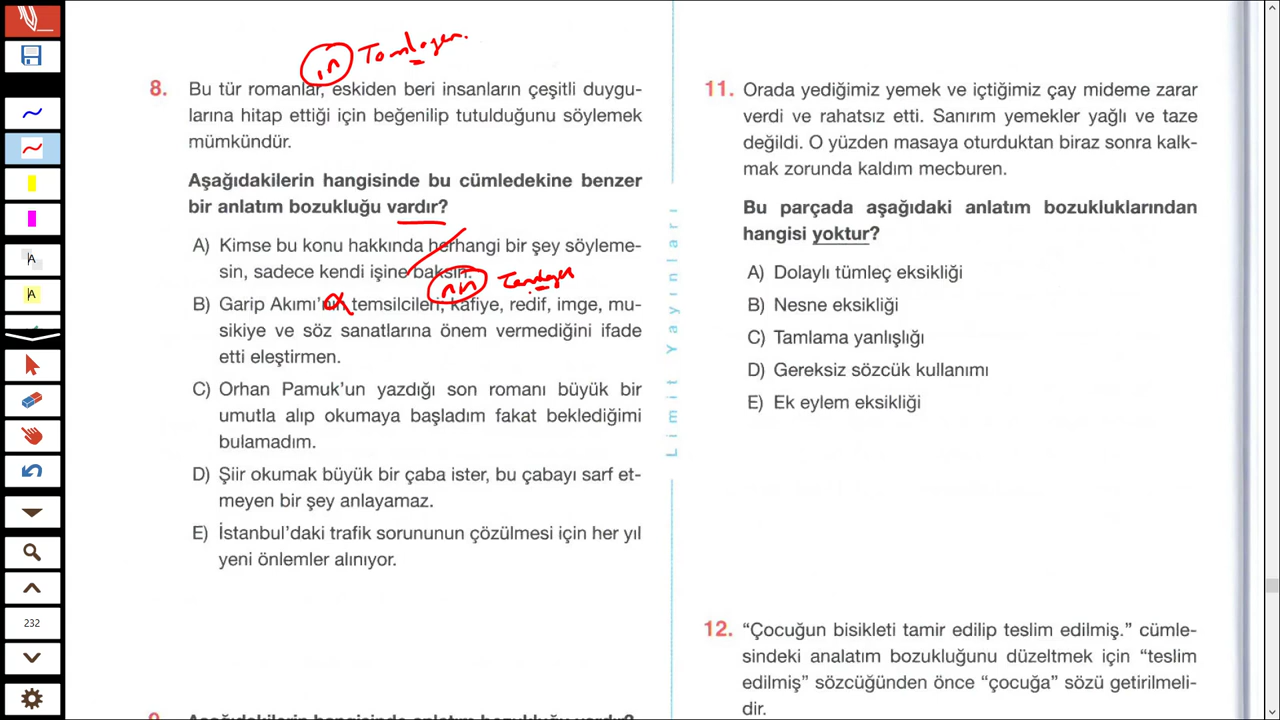 in Tamlayan
8. Bu tür romanlar, eskiden beri insanların çeşitli duygu-
larına hitap ettiği için beğenilip tutulduğunu söylemek
mümkündür.
Aşağıdakilerin hangisinde bu cümledekine benzer
bir anlatım bozukluğu vardır?
A) Kimse bu konu hakkında herhangi bir şey söyleme-
sin, sadece kendi işine baksın.
nın Tamlayan
B) Garip Akımı'nın temsilcileri, kafiye, redif, imge, mu-
sikiye ve söz sanatlarına önem vermediğini ifade
etti eleştirmen.
C) Orhan Pamuk'un yazdığı son romanı büyük bir
umutla alıp okumaya başladım fakat beklediğimi
bulamadım.
D) Şiir okumak büyük bir çaba ister, bu çabayı sarf et-
meyen bir şey anlayamaz.
E) İstanbul'daki trafik sorununun çözülmesi için her yıl
yeni önlemler alınıyor.
Limit Yayınları
11. Orada yediğimiz yemek ve içtiğimiz çay mideme zarar
verdi ve rahatsız etti. Sanırım yemekler yağlı ve taze
değildi. O yüzden masaya oturduktan biraz sonra kalk-
mak zorunda kaldım mecburen.
Bu parçada aşağıdaki anlatım bozukluklarından
hangisi yoktur?
A) Dolaylı tümleç eksikliği
B) Nesne eksikliği
C) Tamlama yanlışlığı
D) Gereksiz sözcük kullanımı
E) Ek eylem eksikliği
12. “Çocuğun bisikleti tamir edilip teslim edilmiş.” cümle-
sindeki analatım bozukluğunu düzeltmek için “teslim
edilmiş” sözcüğünden önce “çocuğa” sözü getirilmeli-
dir.
A
A
232